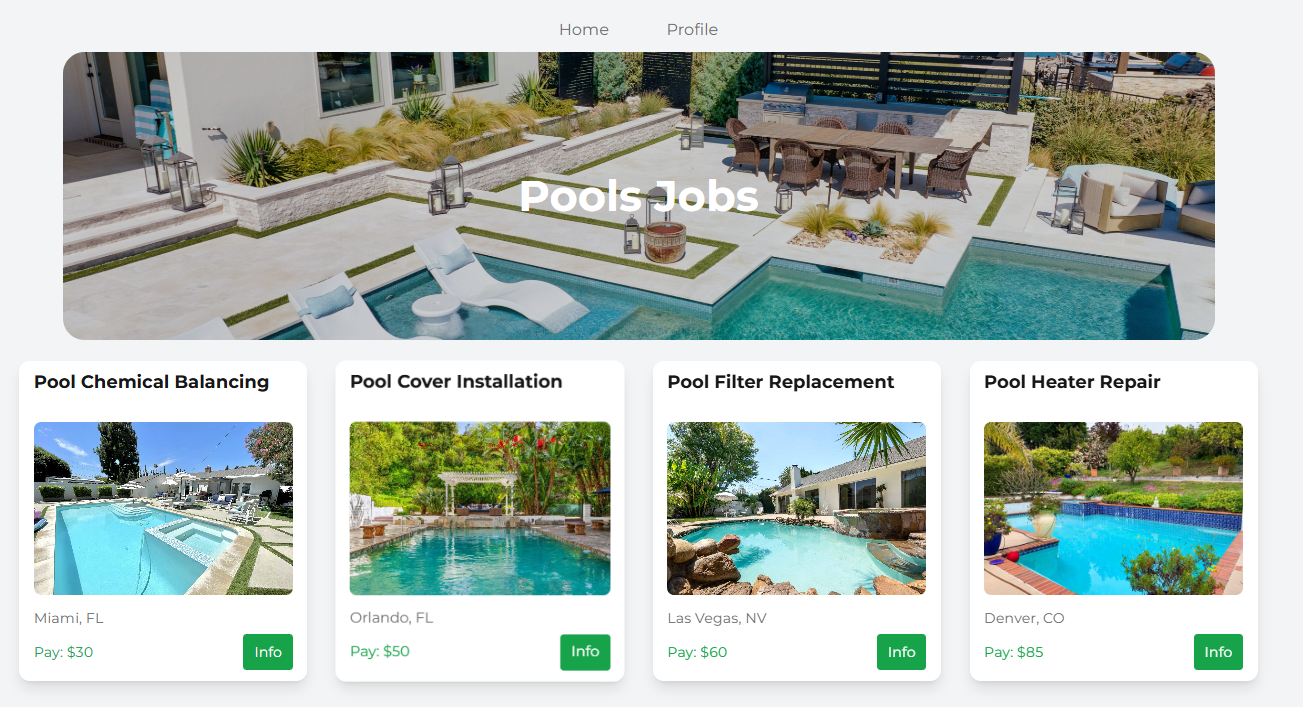 Home Profile
Pools Jobs
Pool Chemical Balancing
Miami, FL
Pay: $30 Info
Pool Cover Installation
Orlando, FL
Pay: $50 Info
Pool Filter Replacement
Las Vegas, NV
Pay: $60 Info
Pool Heater Repair
Denver, CO
Pay: $85 Info